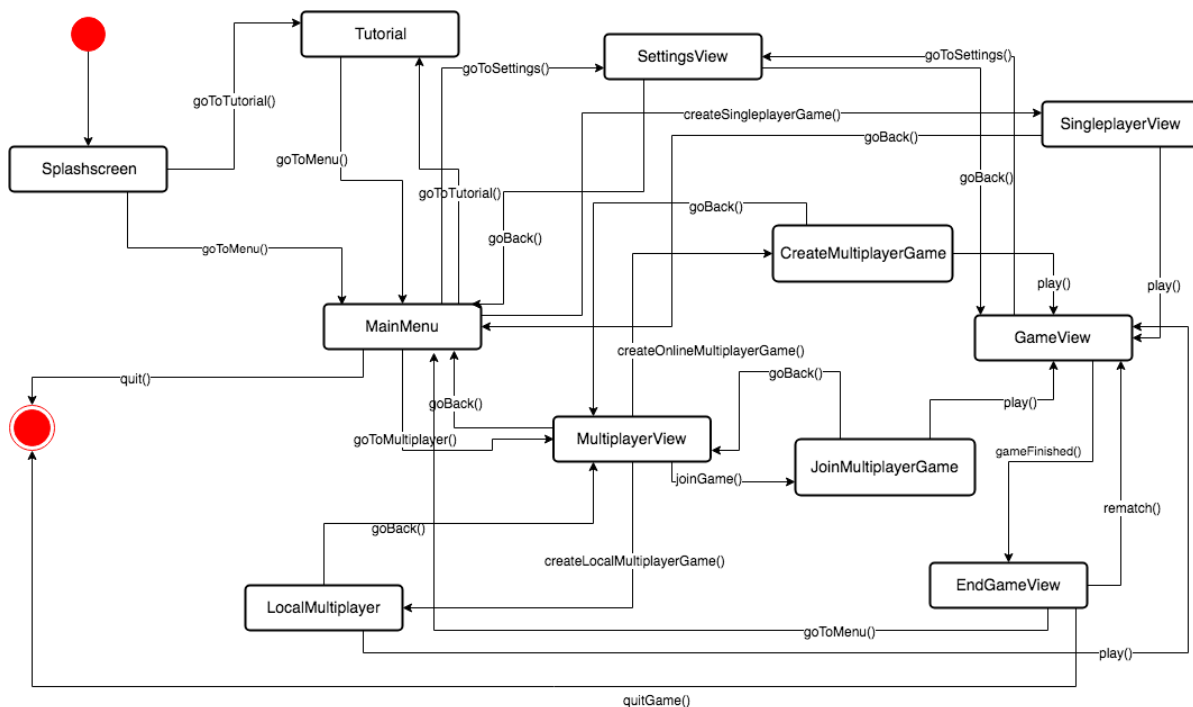 Tutorial
SettingsView
goToSettings()
goToSettings()
goToTutorial()
createSingleplayerGame()
SingleplayerView
goBack()
Splashscreen
goToMenu()
goToTutorial()
goBack()
goBack()
goBack()
goToMenu()
CreateMultiplayerGame
play()
play()
MainMenu
GameView
createOnlineMultiplayerGame()
quit()
goBack()
goBack()
play()
goToMultiplayer()
MultiplayerView
gameFinished()
JoinMultiplayerGame
joinGame()
rematch()
goBack()
createLocalMultiplayerGame()
EndGameView
LocalMultiplayer
goToMenu()
play()
quitGame()